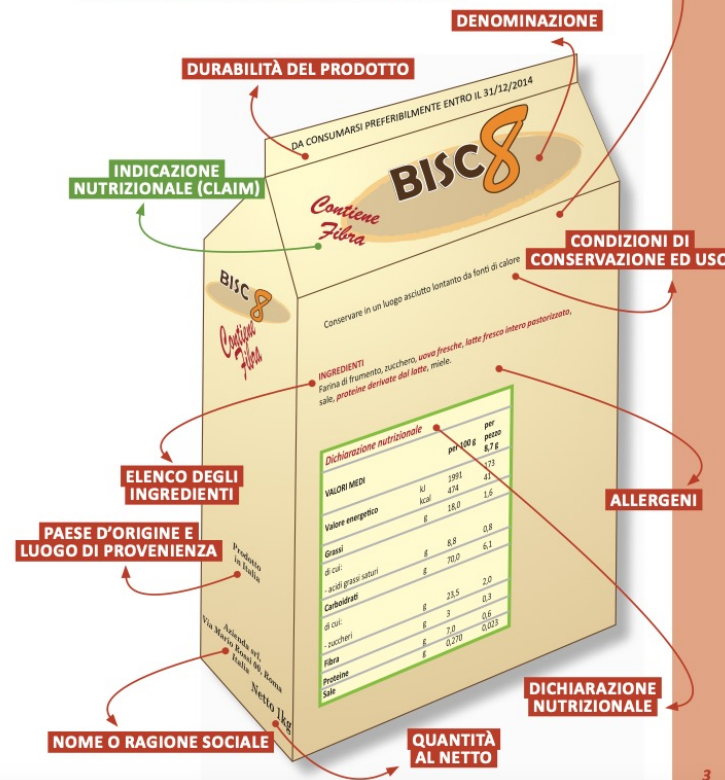 DENOMINAZIONE
DURABILITÀ DEL PRODOTTO
DA CONSUMARSI PREFERIBILMENTE ENTRO IL 31/12/2014
BISC8
INDICAZIONE
NUTRIZIONALE (CLAIM)
Contiene
Fibra
CONDIZIONI DI
CONSERVAZIONE ED USO
BISC8
Contiene
Fibra
Conservare in un luogo asciutto lontanto da fonti di calore
INGREDIENTI
Farina di frumento, zucchero, uova fresche, latte fresco intero pastorizzato,
sale, proteine derivate dal latte, miele.
Dichiarazione nutrizionale
VALORI MEDI per 100 g per
pezzo
8,7 g
Valore energetico kJ 1991 173
kcal 474 41
Grassi g 18,0 1,6
di cui:
- acidi grassi saturi g 8,8 0,8
Carboidrati g 70,0 6,1
di cui:
- zuccheri g 23,5 2,0
Fibra g 3 0,3
Proteine g 7,0 0,6
Sale g 0,270 0,023
ELENCO DEGLI
INGREDIENTI
ALLERGENI
PAESE D'ORIGINE E
LUOGO DI PROVENIENZA
Prodotto
in Italia
Azienda srl,
Via Mario Rossi 00, Roma
Italia
Netto 1kg
DICHIARAZIONE
NUTRIZIONALE
NOME O RAGIONE SOCIALE
QUANTITÀ
AL NETTO
3